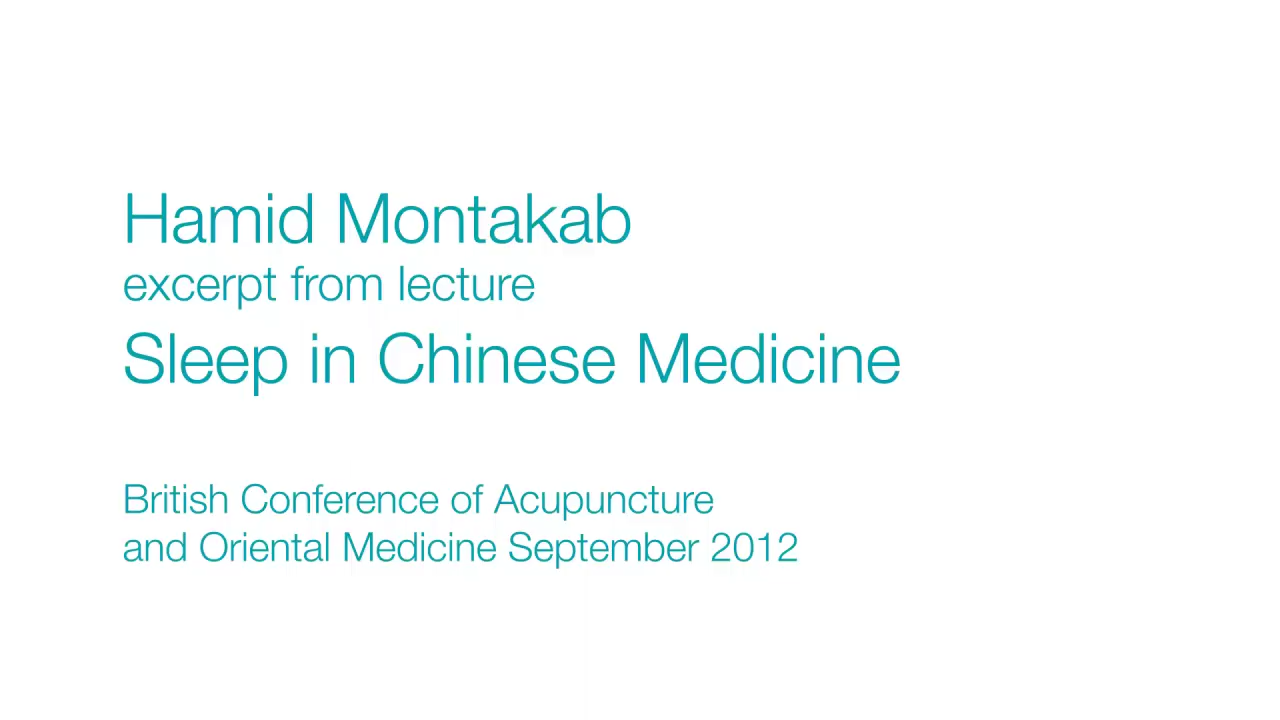 Hamid Montakab
excerpt from lecture
Sleep in Chinese Medicine
British Conference of Acupuncture
and Oriental Medicine September 2012